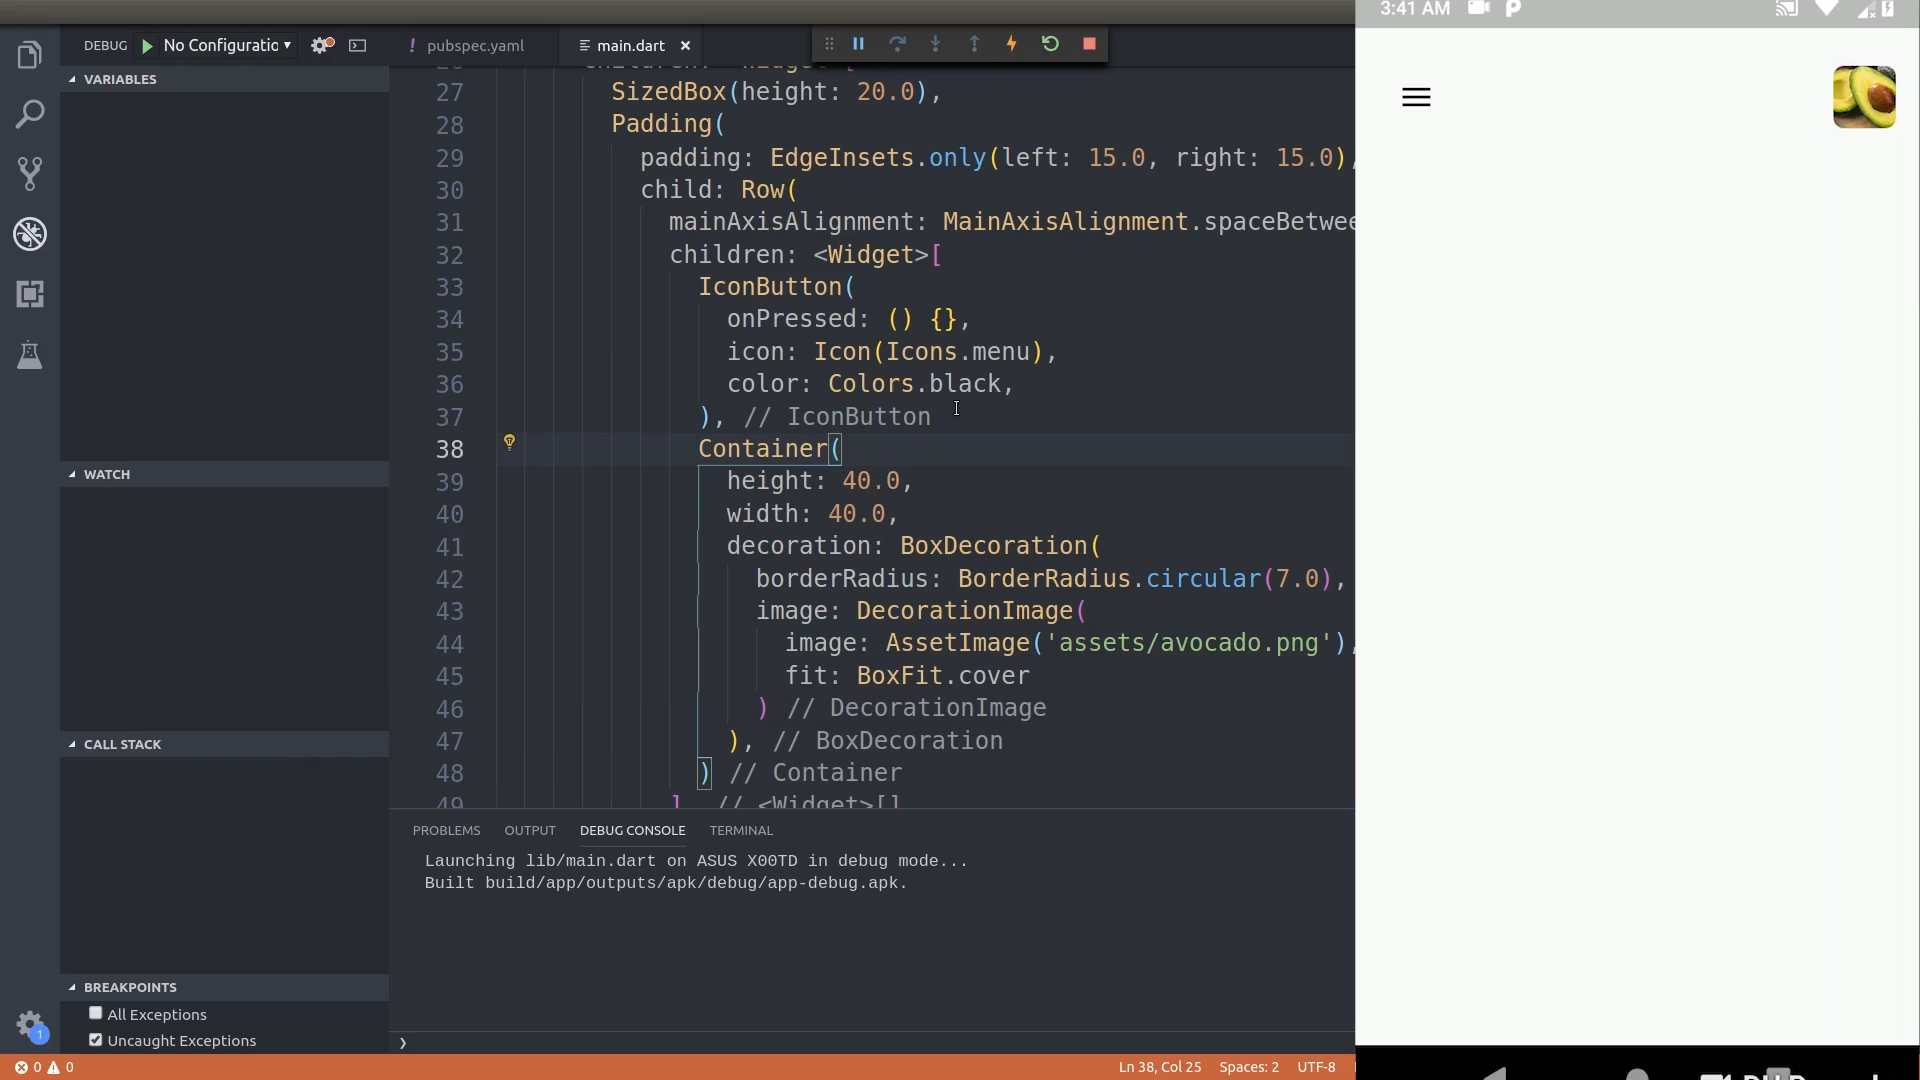 3:41 AM
DEBUG No Configuratio
pubspec.yaml
main.dart
VARIABLES
WATCH
CALL STACK
BREAKPOINTS
All Exceptions
Uncaught Exceptions
1
27 SizedBox(height: 20.0),
28 Padding(
29 padding: EdgeInsets.only(left: 15.0, right: 15.0),
30 child: Row(
31 mainAxisAlignment: MainAxisAlignment.spaceBetwee
32 children: <Widget>[
33 IconButton(
34 onPressed: () {},
35 icon: Icon(Icons.menu),
36 color: Colors.black,
37 ), // IconButton
38 Container(
39 height: 40.0,
40 width: 40.0,
41 decoration: BoxDecoration(
42 borderRadius: BorderRadius.circular(7.0),
43 image: DecorationImage(
44 image: AssetImage('assets/avocado.png'),
45 fit: BoxFit.cover
46 ) // DecorationImage
47 ), // BoxDecoration
48 ) // Container
49 ] // <Widget>[]
PROBLEMS OUTPUT DEBUG CONSOLE TERMINAL
Launching lib/main.dart on ASUS X00TD in debug mode...
Built build/app/outputs/apk/debug/app-debug.apk.
0 0
Ln 38, Col 25 Spaces: 2 UTF-8